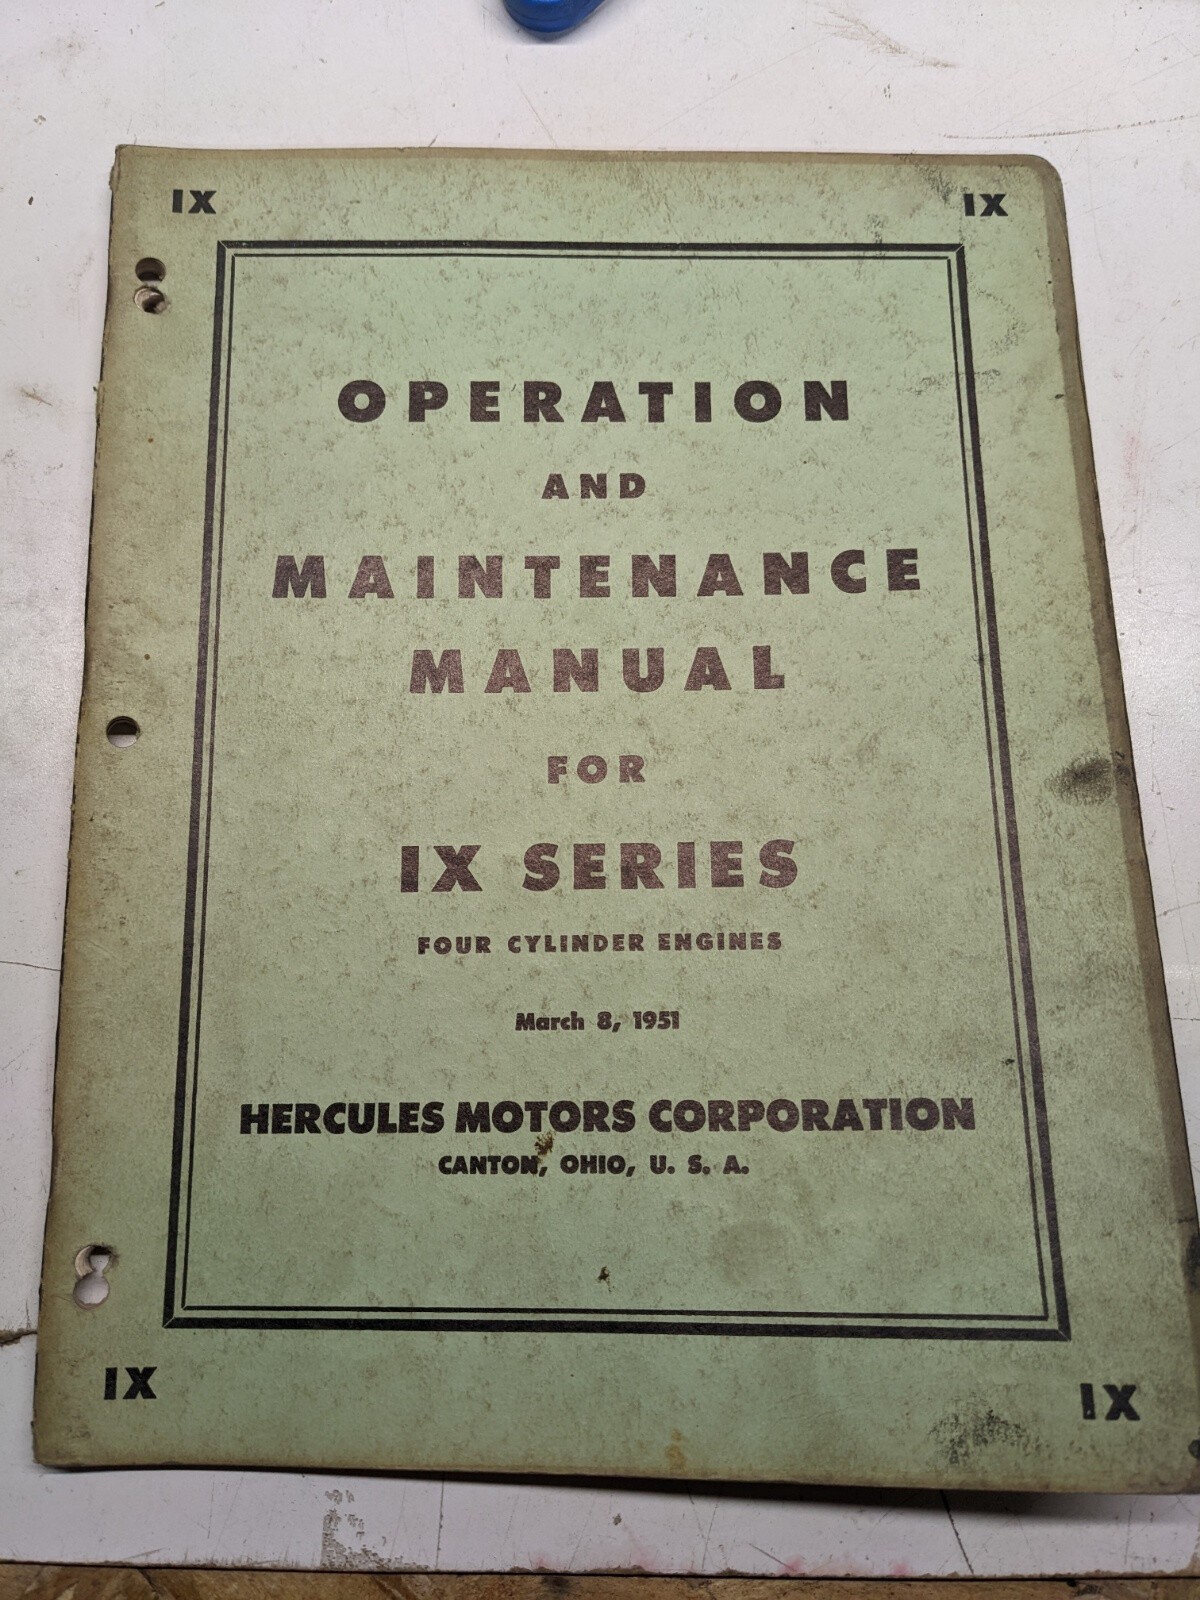 IX IX
OPERATION
AND
MAINTENANCE
MANUAL
FOR
IX SERIES
FOUR CYLINDER ENGINES
March 8, 1951
HERCULES MOTORS CORPORATION
CANTON, OHIO, U. S. A.
IX IX